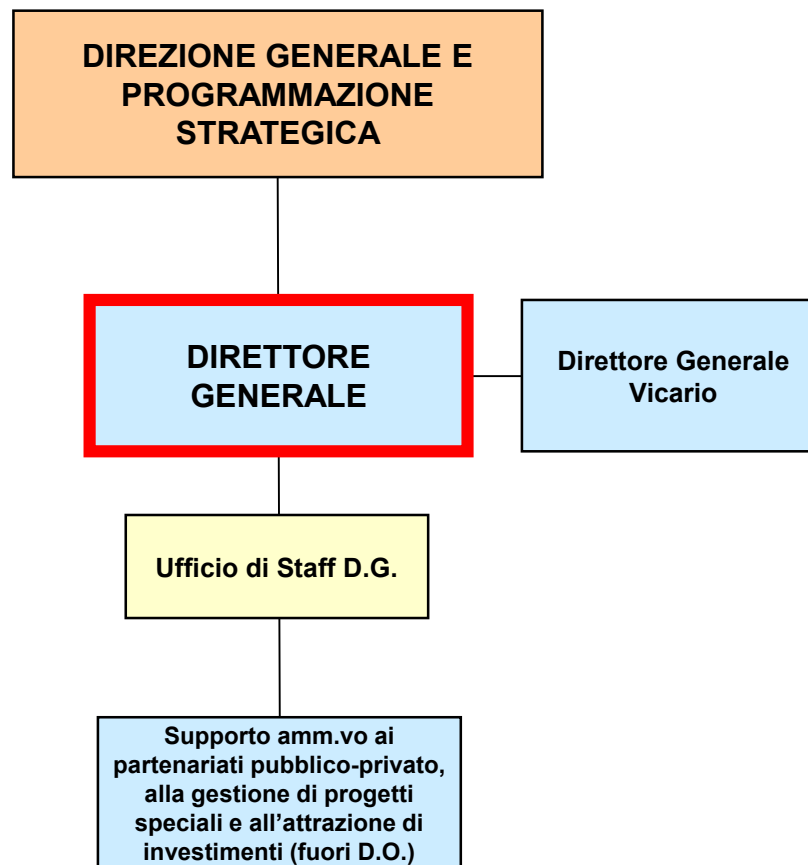 DIREZIONE GENERALE E
PROGRAMMAZIONE
STRATEGICA
DIRETTORE
GENERALE
Direttore Generale
Vicario
Ufficio di Staff D.G.
Supporto amm.vo ai
partenariati pubblico-privato,
alla gestione di progetti
speciali e all’attrazione di
investimenti (fuori D.O.)